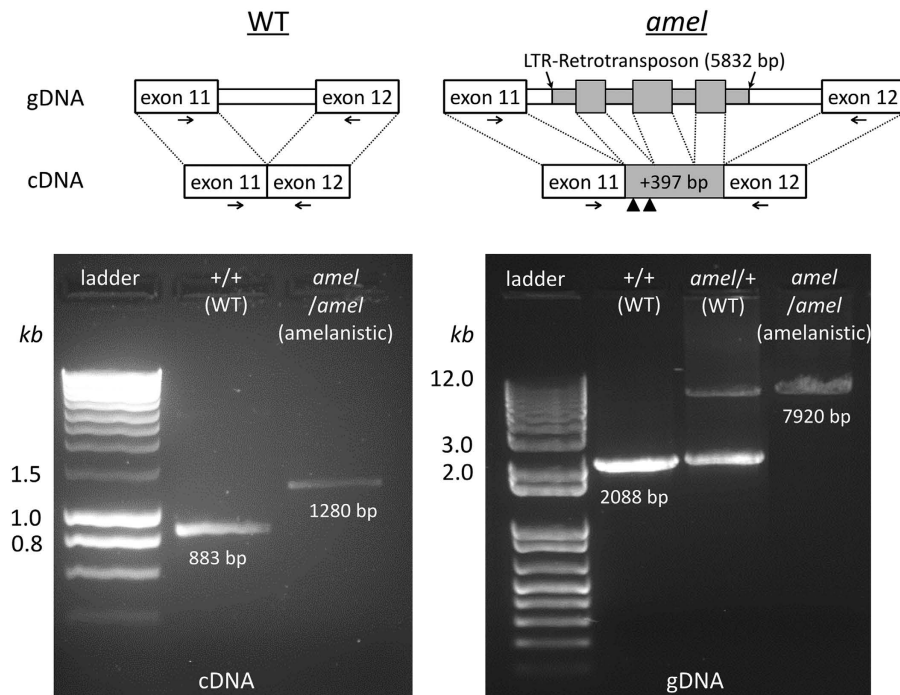 WT
amel
LTR-Retrotransposon (5832 bp)
gDNA
exon 11
exon 12
exon 11
exon 12
cDNA
exon 11
exon 12
exon 11
+397 bp
exon 12
kb
ladder
+/+
(WT)
amel
/amel
(amelanistic)
1.5
1.0
0.8
883 bp
1280 bp
cDNA
ladder
+/+
(WT)
amel/+
(WT)
amel
/amel
(amelanistic)
kb
12.0
3.0
2.0
7920 bp
2088 bp
gDNA